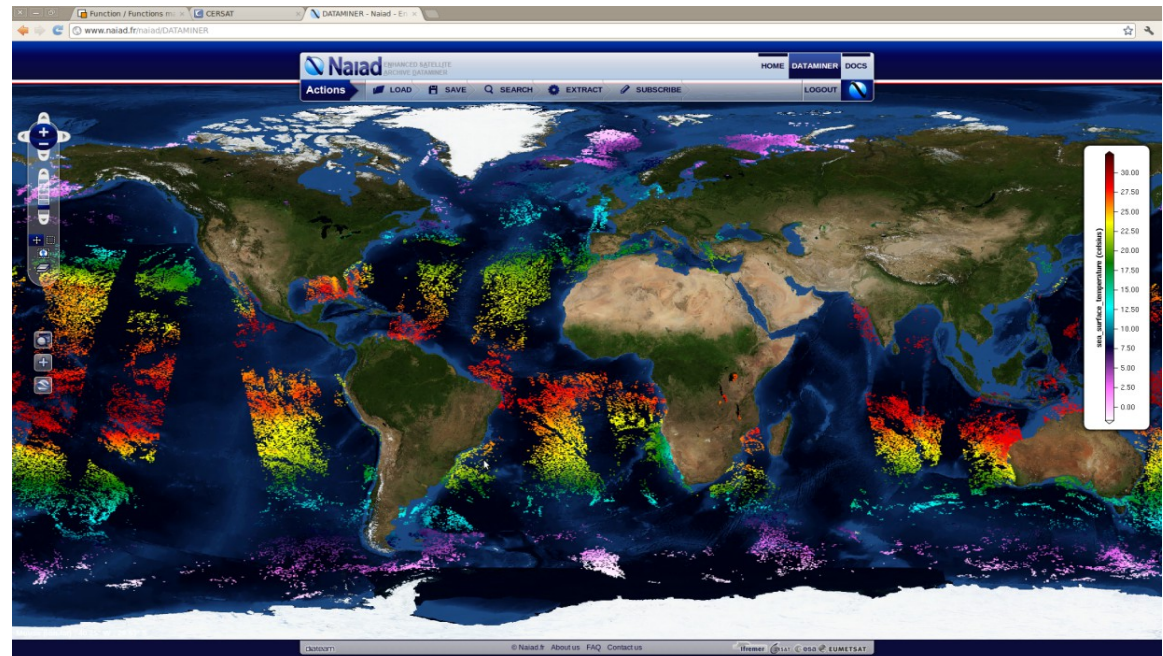 Function / Functions m
CERSAT
DATAMINER - Naiad - En
www.naiad.fr/naiad/DATAMINER
Naiad ENHANCED SATELLITE
ARCHIVE DATAMINER
HOME DATAMINER DOCS
Actions LOAD SAVE SEARCH EXTRACT SUBSCRIBE LOGOUT
30.00
27.50
25.00
22.50
20.00
17.50
15.00
12.50
10.00
7.50
5.00
2.50
0.00
sea_surface_temperature (celsius)
© Naiad.fr About us FAQ Contact us
Ifremer osa EUMETSAT